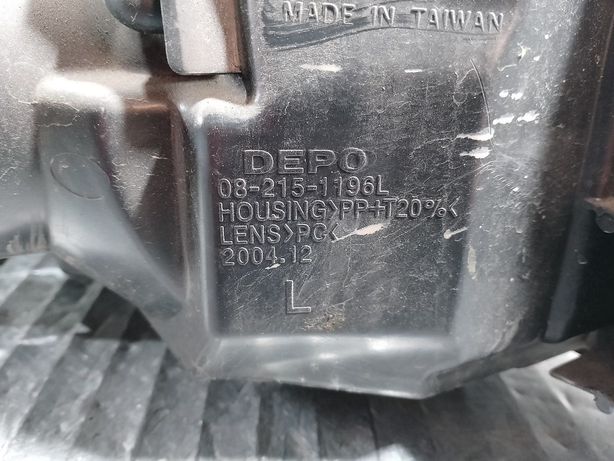 MADE IN TAIWAN
DEPO
08-215-1196L
HOUSING>PP+T20%<
LENS>PC<
2004.12
L